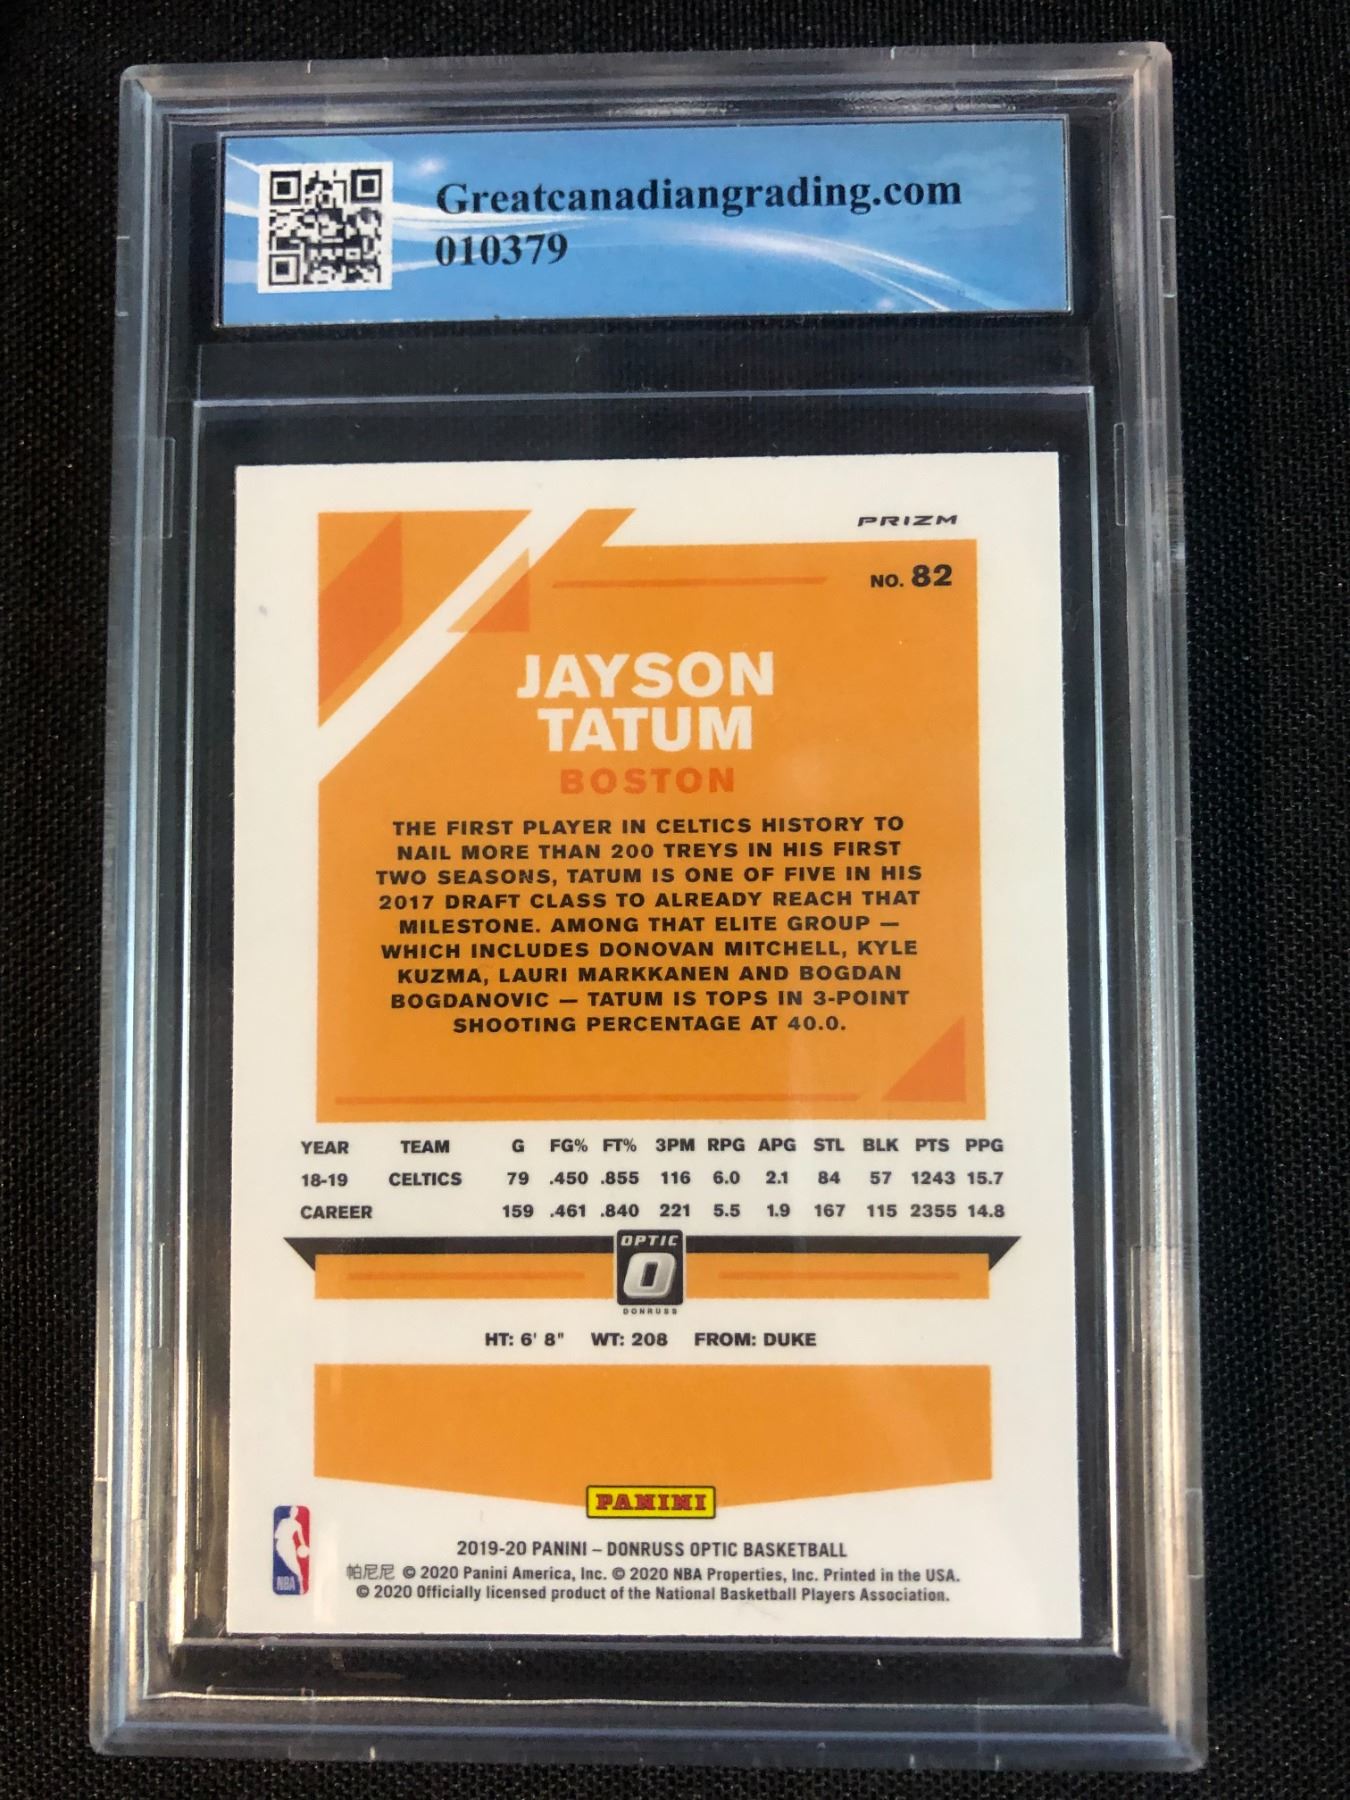 Greatcanadiangrading.com
010379
PRIZM
NO. 82
JAYSON
TATUM
BOSTON
THE FIRST PLAYER IN CELTICS HISTORY TO
NAIL MORE THAN 200 TREYS IN HIS FIRST
TWO SEASONS, TATUM IS ONE OF FIVE IN HIS
2017 DRAFT CLASS TO ALREADY REACH THAT
MILESTONE. AMONG THAT ELITE GROUP —
WHICH INCLUDES DONOVAN MITCHELL, KYLE
KUZMA, LAURI MARKKANEN AND BOGDAN
BOGDANOVIC — TATUM IS TOPS IN 3-POINT
SHOOTING PERCENTAGE AT 40.0.
YEAR TEAM G FG% FT% 3PM RPG APG STL BLK PTS PPG
18-19 CELTICS 79 .450 .855 116 6.0 2.1 84 57 1243 15.7
CAREER 159 .461 .840 221 5.5 1.9 167 115 2355 14.8
OPTIC
O
DONRUSS
HT: 6' 8" WT: 208 FROM: DUKE
PANINI
NBA
2019-20 PANINI – DONRUSS OPTIC BASKETBALL
帕尼尼 © 2020 Panini America, Inc. © 2020 NBA Properties, Inc. Printed in the USA.
© 2020 Officially licensed product of the National Basketball Players Association.